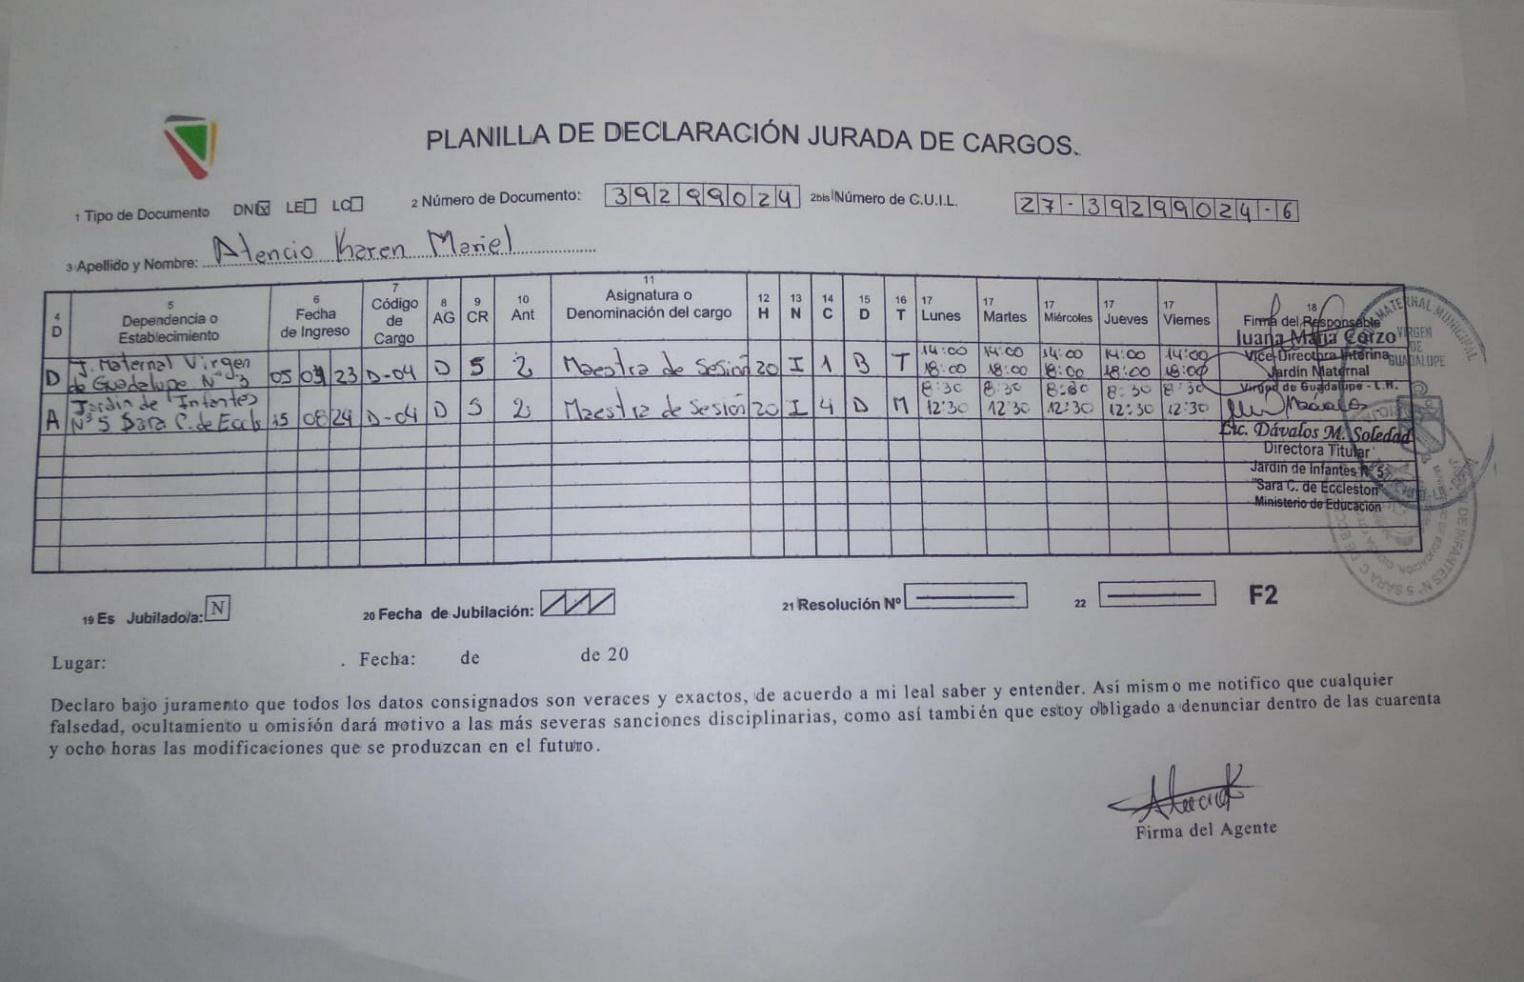 PLANILLA DE DECLARACIÓN JURADA DE CARGOS.
1 Tipo de Documento DNI LE LC 2 Número de Documento: 39299024 2bis Número de C.U.I.L. 27-39299024-6
3 Apellido y Nombre: Atencio Karen Mariel
4 D 5 Dependencia o Establecimiento 6 Fecha de Ingreso 7 Código de Cargo 8 AG 9 CR 10 Ant 11 Asignatura o Denominación del cargo 12 H 13 N 14 C 15 D 16 T 17 Lunes 17 Martes 17 Miércoles 17 Jueves 17 Viernes 18 Firma del Responsable
D J. Maternal Virgen de Guadalupe N° 3 05 09 23 D-04 D S 2 Maestra de Sesión 20 I 1 B T 14:00 18:00 14:00 18:00 14:00 18:00 14:00 18:00 14:00 18:00
A Jardín de Infantes N° 5 Sara C. de Eccls 15 08 24 D-04 D S 2 Maestra de Sesión 20 I 4 D M 8:30 12:30 8:30 12:30 8:30 12:30 8:30 12:30 8:30 12:30
Juana María Corzo
Vice-Directora Interina
Jardín Maternal
Virgen de Guadalupe - L.R.
Lic. Dávalos M. Soledad
Directora Titular
Jardín de Infantes N° 5
"Sara C. de Eccleston"
Ministerio de Educación
MATERNAL MUNICIPAL
VIRGEN
DE
GUADALUPE
DE INFANTES N° 5 SARA C. DE
19 Es Jubilado/a: N 20 Fecha de Jubilación: 21 Resolución Nº 22 F2
Lugar: . Fecha: de de 20
Declaro bajo juramento que todos los datos consignados son veraces y exactos, de acuerdo a mi leal saber y entender. Así mismo me notifico que cualquier
falsedad, ocultamiento u omisión dará motivo a las más severas sanciones disciplinarias, como así también que estoy obligado a denunciar dentro de las cuarenta
y ocho horas las modificaciones que se produzcan en el futuro.
Firma del Agente